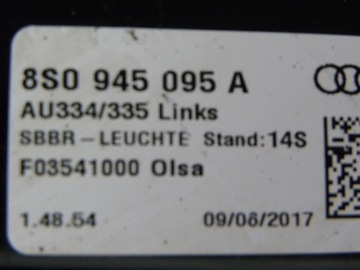 8S0 945 095 A
AU334/335 Links
SBBR-LEUCHTE Stand:14S
F03541000 Olsa
1.48.54 09/06/2017